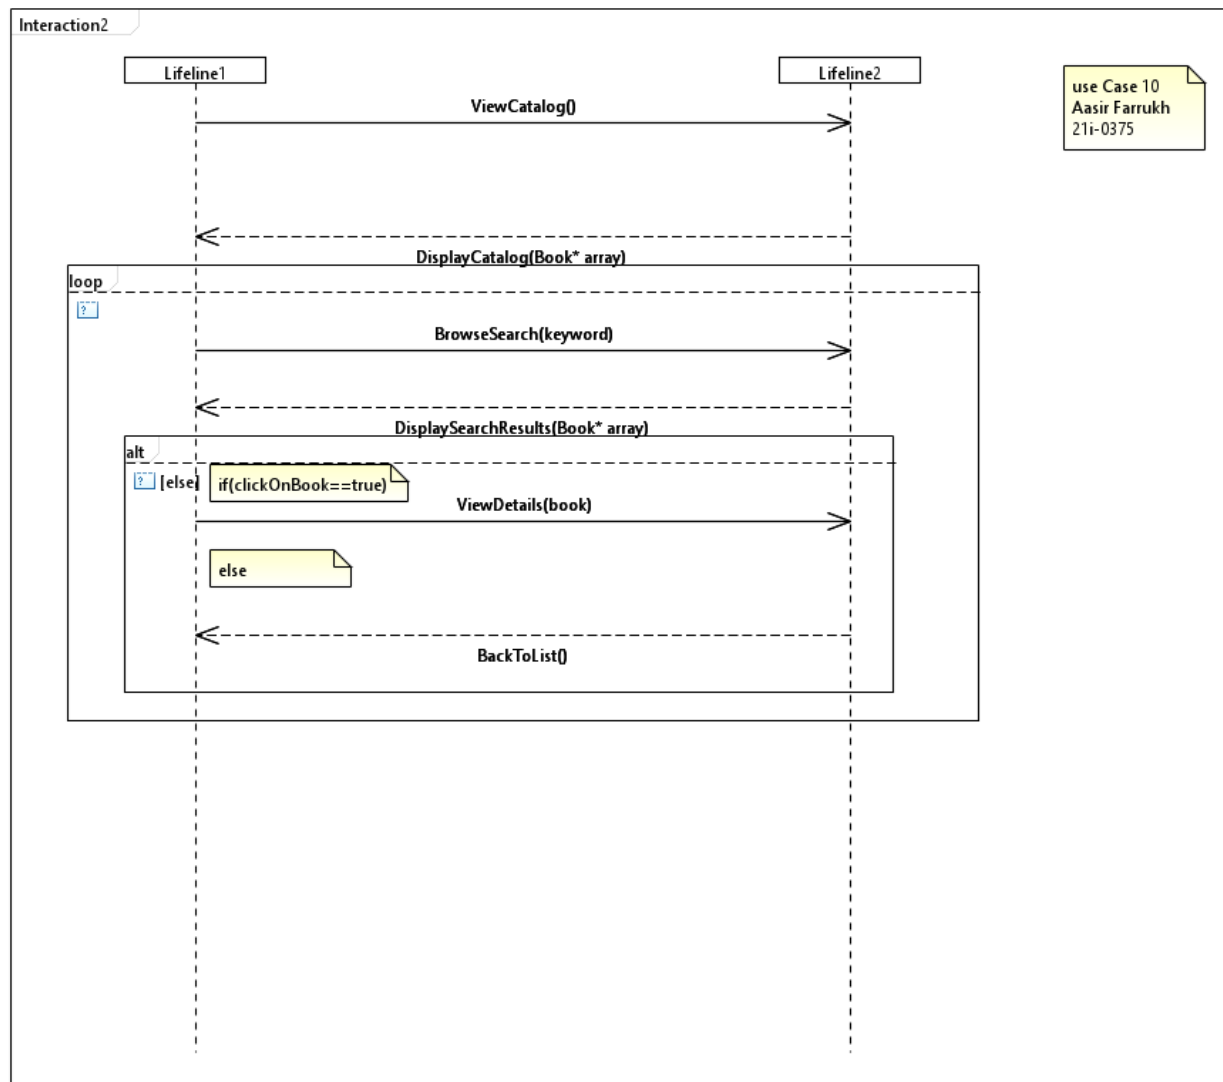 Interaction2
Lifeline1
Lifeline2
use Case 10
Aasir Farrukh
21i-0375
ViewCatalog()
DisplayCatalog(Book* array)
loop
?
BrowseSearch(keyword)
DisplaySearchResults(Book* array)
alt
? [else]
if(clickOnBook==true)
ViewDetails(book)
else
BackToList()